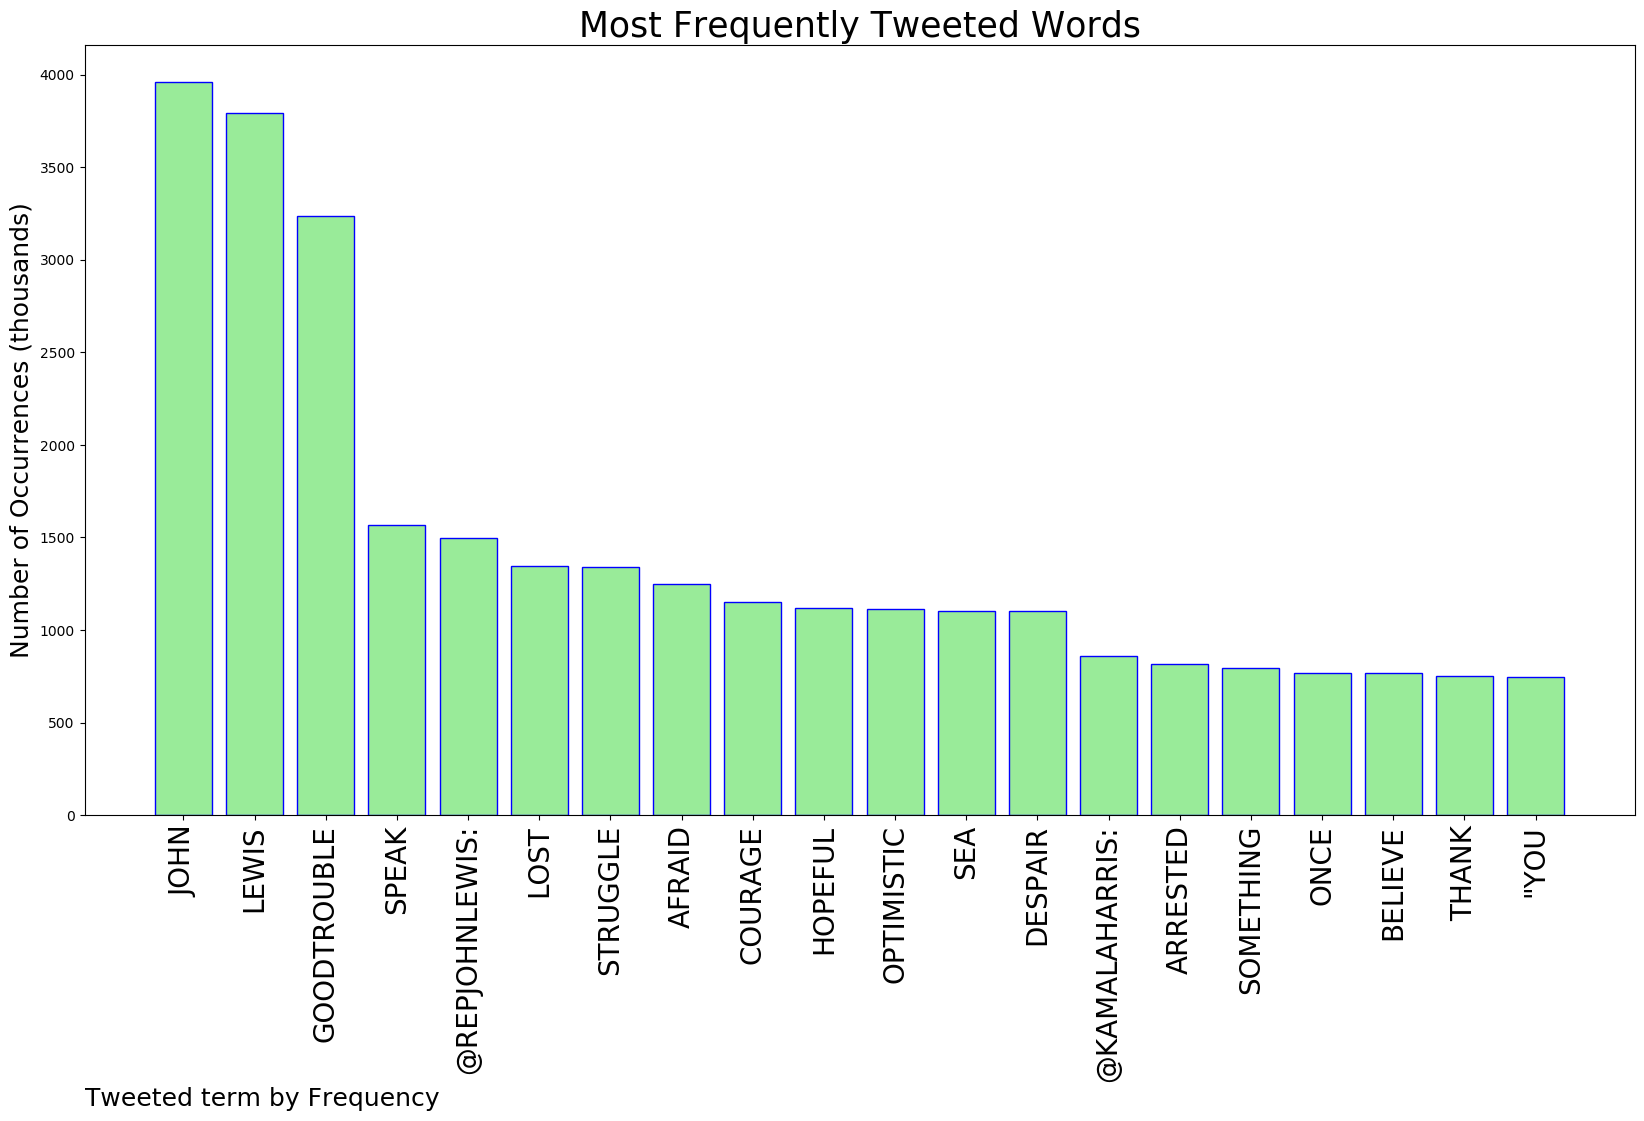 Most Frequently Tweeted Words
Number of Occurrences (thousands)
4000
3500
3000
2500
2000
1500
1000
500
0
JOHN
LEWIS
GOODTROUBLE
SPEAK
@REPJOHNLEWIS:
LOST
STRUGGLE
AFRAID
COURAGE
HOPEFUL
OPTIMISTIC
SEA
DESPAIR
@KAMALAHARRIS:
ARRESTED
SOMETHING
ONCE
BELIEVE
THANK
"YOU
Tweeted term by Frequency